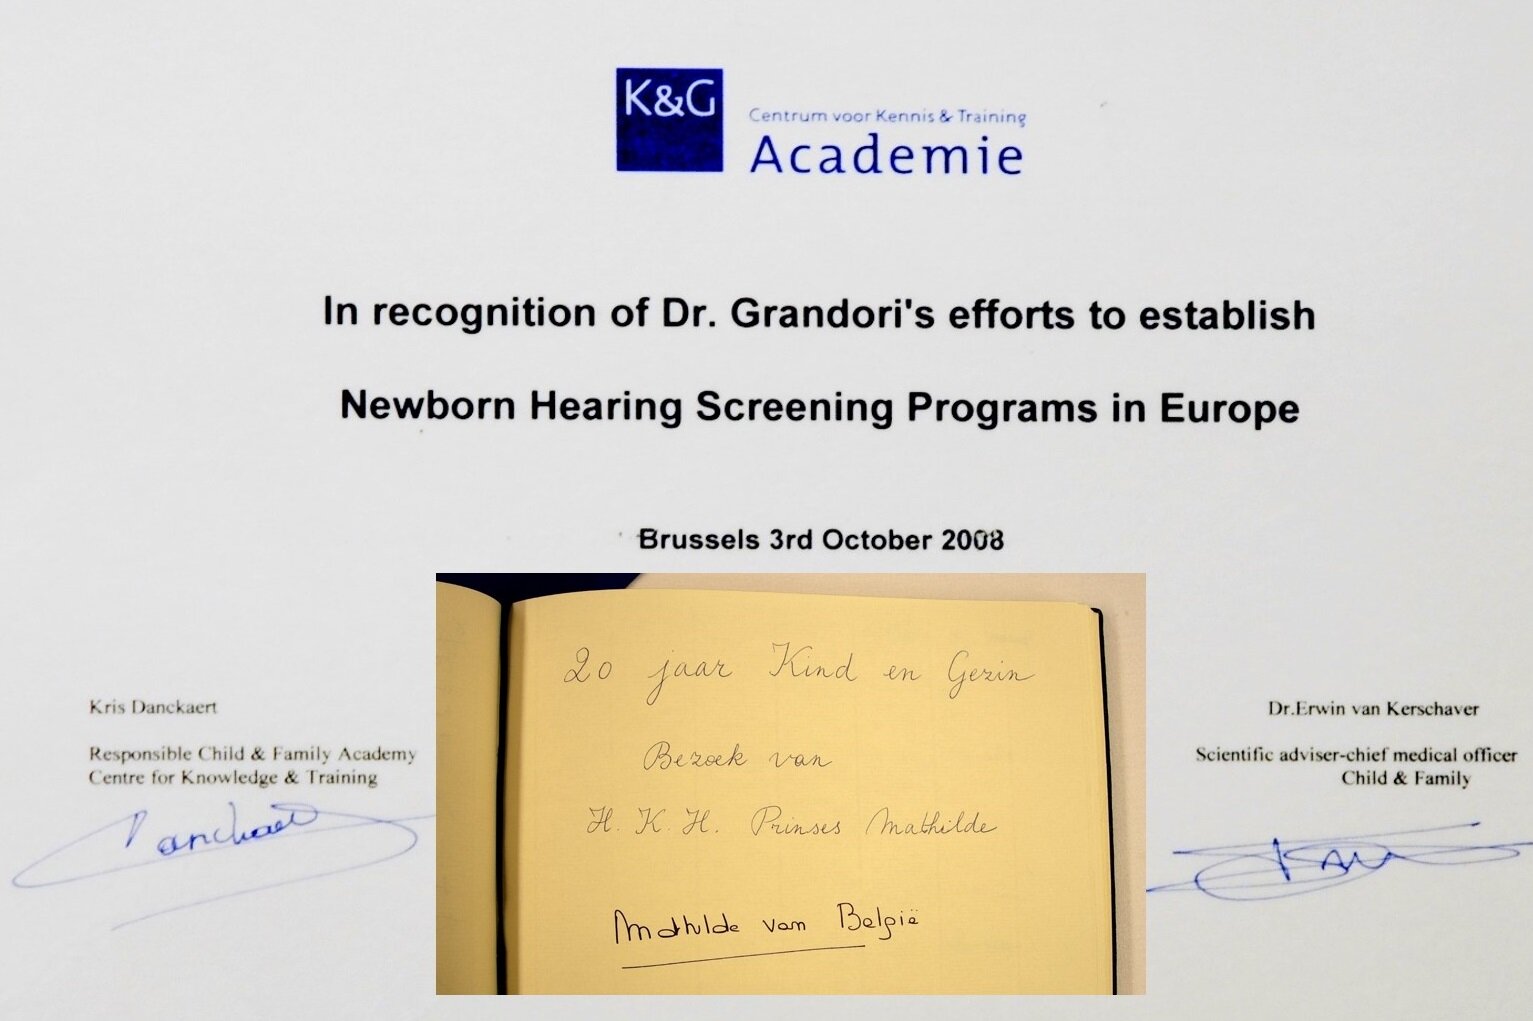 K&G
Centrum voor Kennis & Training
Academie
In recognition of Dr. Grandori's efforts to establish
Newborn Hearing Screening Programs in Europe
Brussels 3rd October 2008
Kris Danckaert
Responsible Child & Family Academy
Centre for Knowledge & Training
Danckaert
Dr.Erwin van Kerschaver
Scientific adviser-chief medical officer
Child & Family
20 jaar Kind en Gezin
Bezoek van
H. K. H. Prinses Mathilde
Mathilde van België